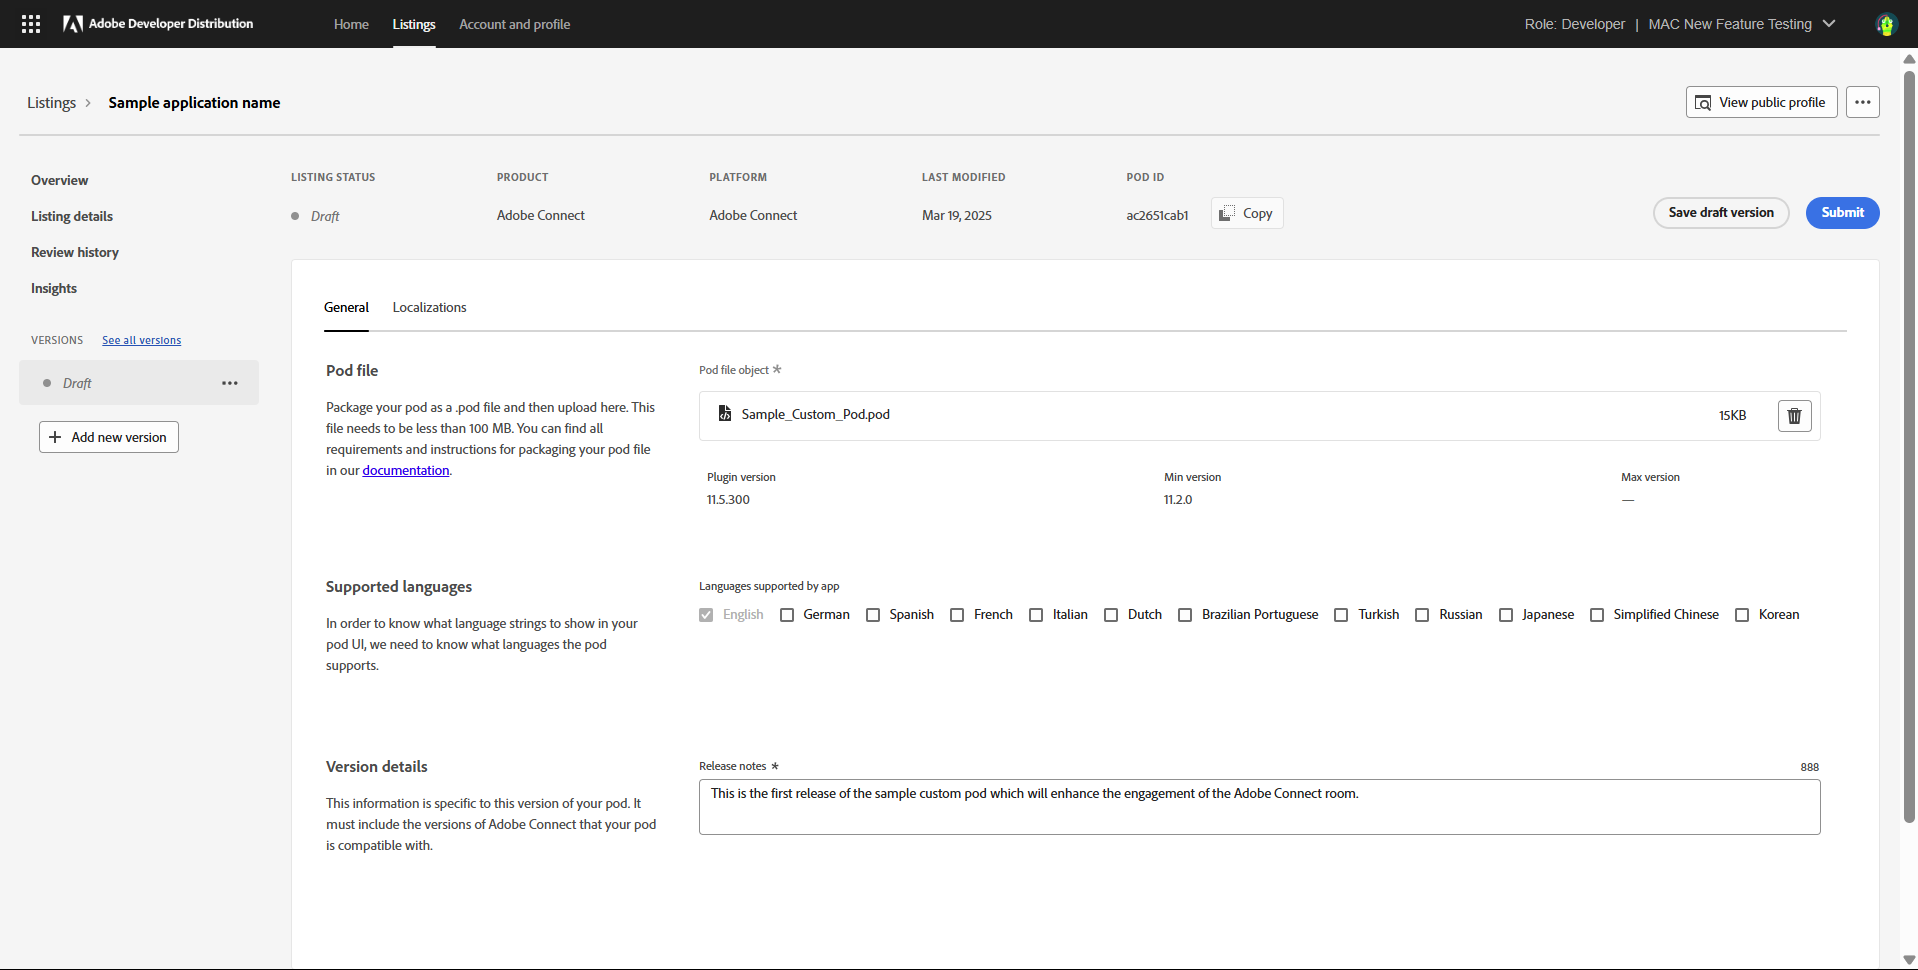 Adobe Developer Distribution
Home
Listings
Account and profile
Role: Developer | MAC New Feature Testing
Listings > Sample application name
View public profile
Overview
Listing details
Review history
Insights
VERSIONS See all versions
Draft
+ Add new version
LISTING STATUS
Draft
PRODUCT
Adobe Connect
PLATFORM
Adobe Connect
LAST MODIFIED
Mar 19, 2025
POD ID
ac2651cab1
Copy
Save draft version
Submit
General
Localizations
Pod file
Package your pod as a .pod file and then upload here. This
file needs to be less than 100 MB. You can find all
requirements and instructions for packaging your pod file
in our documentation.
Pod file object *
Sample_Custom_Pod.pod
15KB
Plugin version
11.5.300
Min version
11.2.0
Max version
—
Supported languages
In order to know what language strings to show in your
pod UI, we need to know what languages the pod
supports.
Languages supported by app
English German Spanish French Italian Dutch Brazilian Portuguese Turkish Russian Japanese Simplified Chinese Korean
Version details
This information is specific to this version of your pod. It
must include the versions of Adobe Connect that your pod
is compatible with.
Release notes *
888
This is the first release of the sample custom pod which will enhance the engagement of the Adobe Connect room.